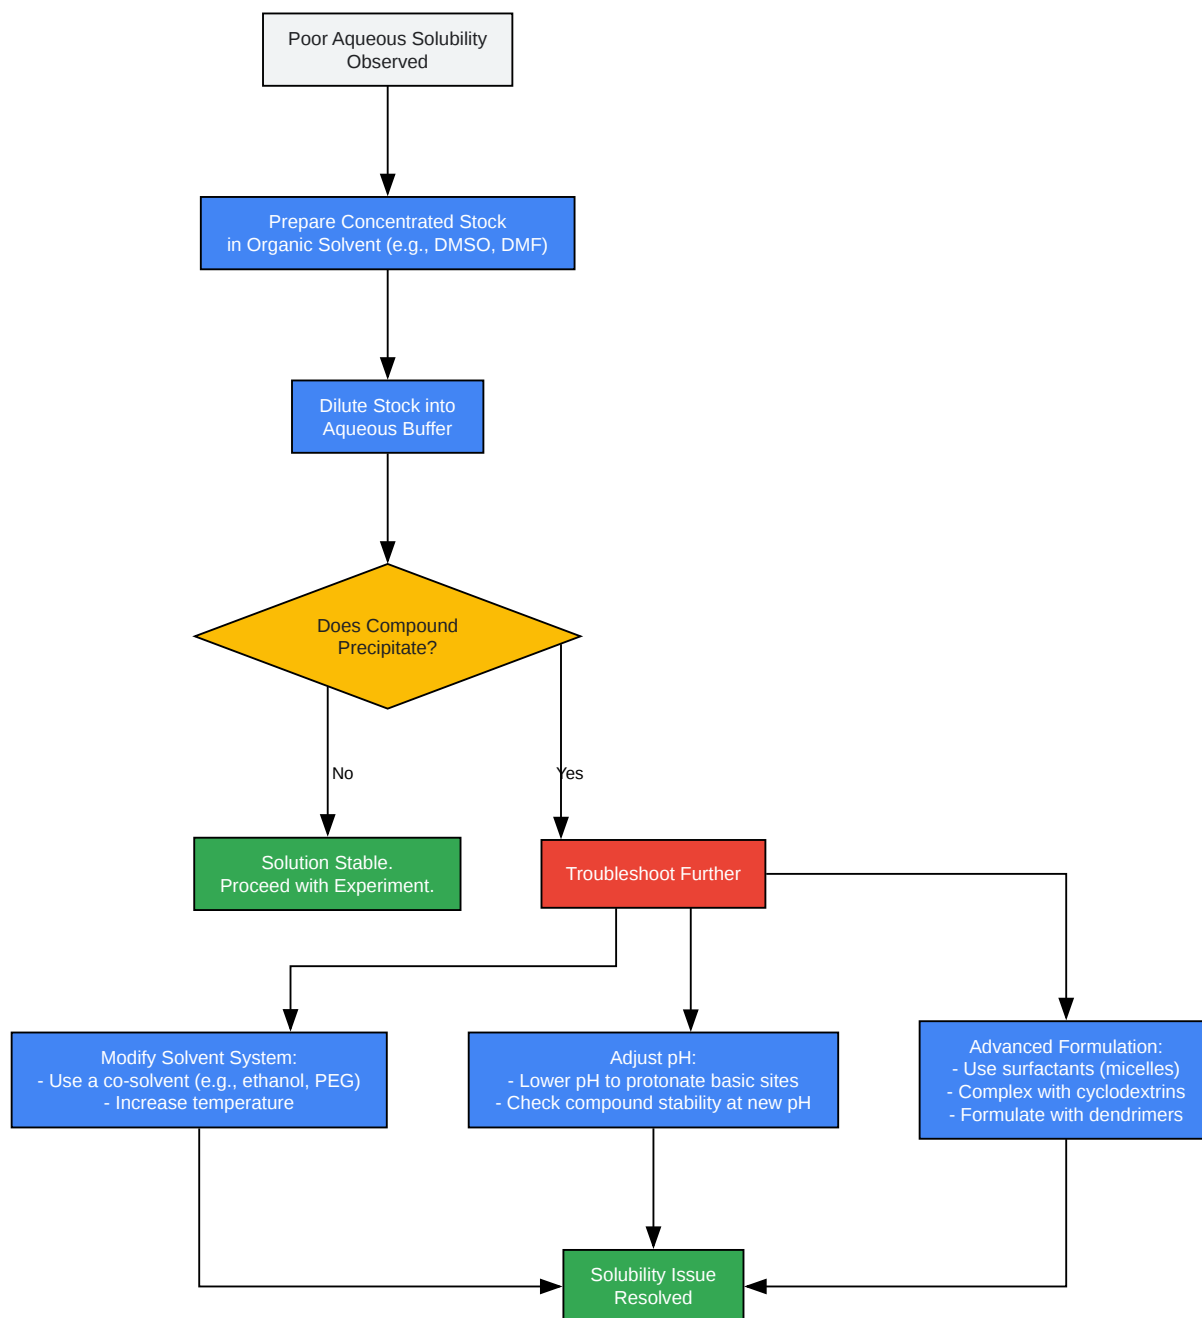 Poor Aqueous Solubility
Observed
Prepare Concentrated Stock
in Organic Solvent (e.g., DMSO, DMF)
Dilute Stock into
Aqueous Buffer
Does Compound
Precipitate?
No
Yes
Solution Stable.
Proceed with Experiment.
Troubleshoot Further
Modify Solvent System:
- Use a co-solvent (e.g., ethanol, PEG)
- Increase temperature
Adjust pH:
- Lower pH to protonate basic sites
- Check compound stability at new pH
Advanced Formulation:
- Use surfactants (micelles)
- Complex with cyclodextrins
- Formulate with dendrimers
Solubility Issue
Resolved